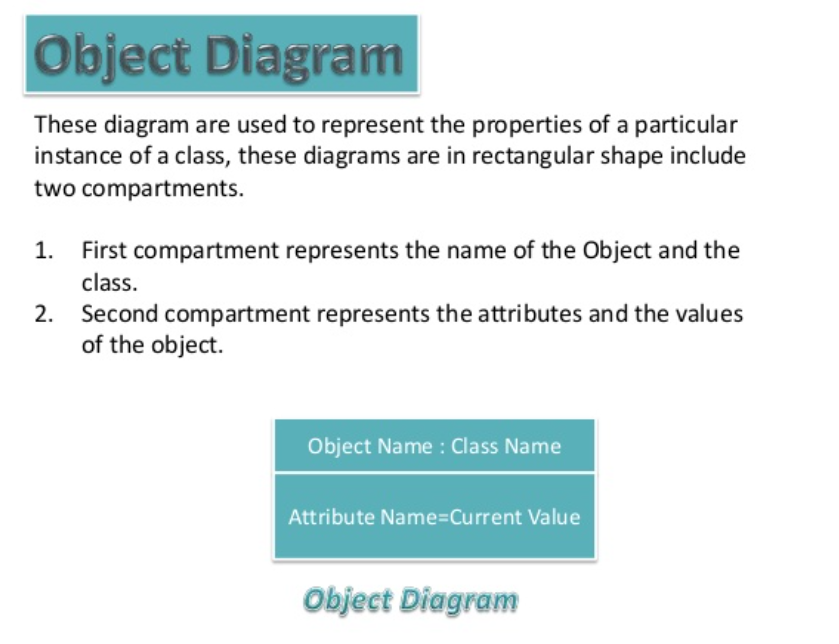 Object Diagram
These diagram are used to represent the properties of a particular
instance of a class, these diagrams are in rectangular shape include
two compartments.
1. First compartment represents the name of the Object and the
class.
2. Second compartment represents the attributes and the values
of the object.
Object Name : Class Name
Attribute Name=Current Value
Object Diagram